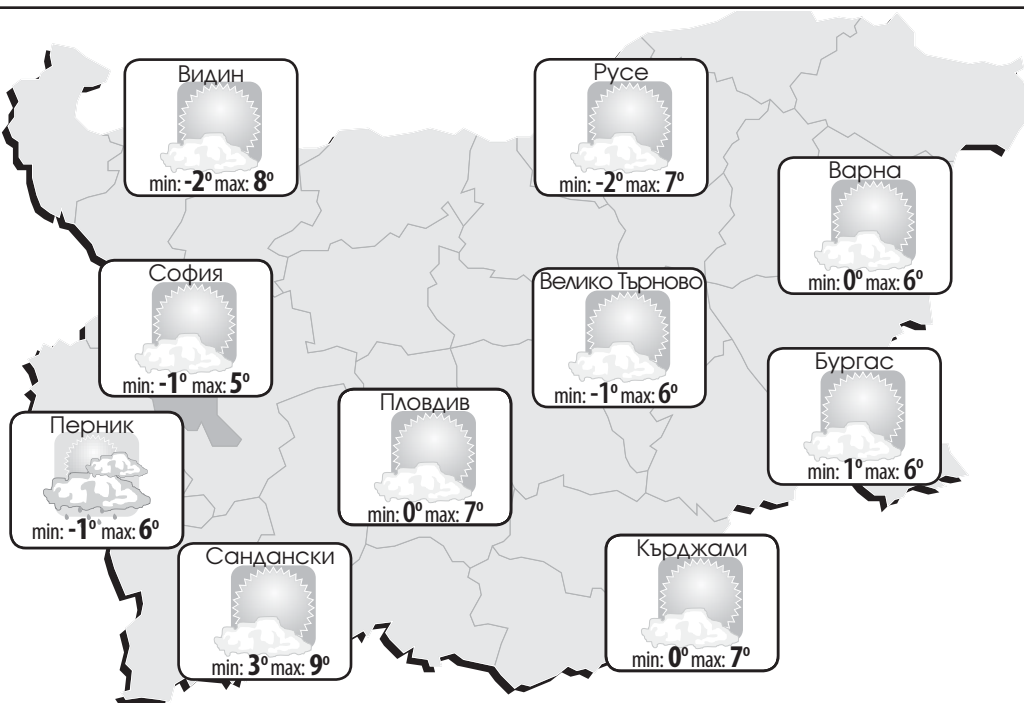 Видин
min: -2° max: 8°
Русе
min: -2° max: 7°
Варна
min: 0° max: 6°
София
min: -1° max: 5°
Велико Търново
min: -1° max: 6°
Бургас
min: 1° max: 6°
Пловдив
min: 0° max: 7°
Перник
min: -1° max: 6°
Сандански
min: 3° max: 9°
Кърджали
min: 0° max: 7°